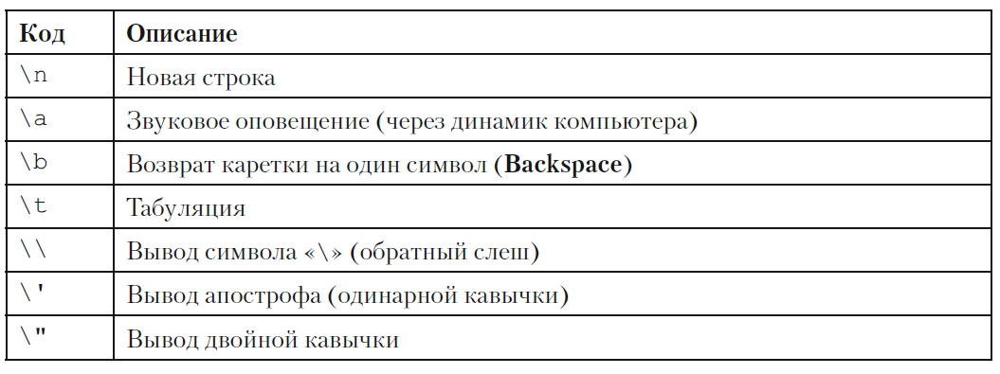 Код Описание
\n Новая строка
\a Звуковое оповещение (через динамик компьютера)
\b Возврат каретки на один символ (Backspace)
\t Табуляция
\\ Вывод символа «\» (обратный слеш)
\' Вывод апострофа (одинарной кавычки)
\" Вывод двойной кавычки